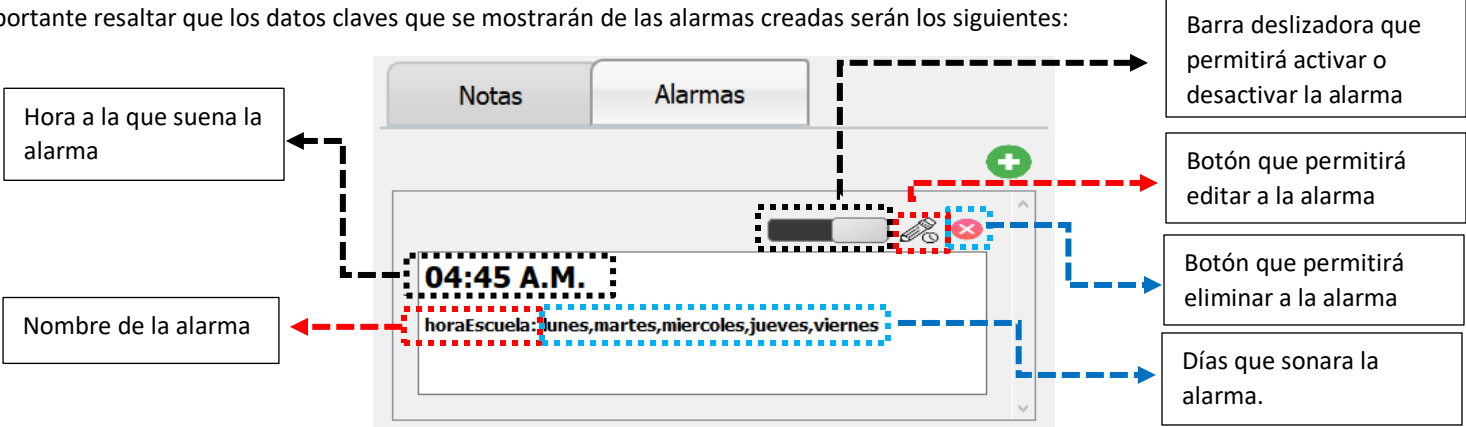 portante resaltar que los datos claves que se mostrarán de las alarmas creadas serán los siguientes:
Barra deslizadora que
permitirá activar o
desactivar la alarma
Notas
Alarmas
Hora a la que suena la
alarma
Botón que permitirá
editar a la alarma
04:45 A.M.
Botón que permitirá
eliminar a la alarma
Nombre de la alarma
horaEscuela: lunes,martes,miercoles,jueves,viernes
Días que sonara la
alarma.